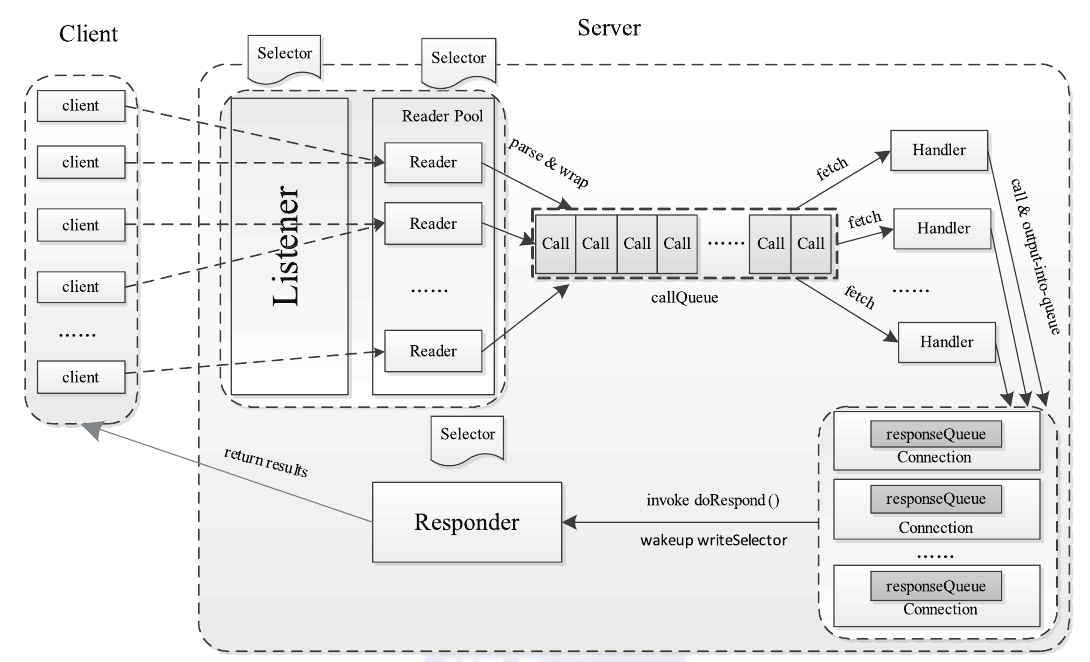 Client
Server
Selector
Selector
client
client
client
client
……
client
Listener
Reader Pool
Reader
Reader
……
Reader
parse & wrap
Call
Call
Call
Call
……
Call
Call
callQueue
fetch
fetch
fetch
Handler
Handler
……
Handler
call & output-into-queue
responseQueue
Connection
responseQueue
Connection
……
responseQueue
Connection
invoke doRespond()
wakeup writeSelector
Selector
Responder
return results